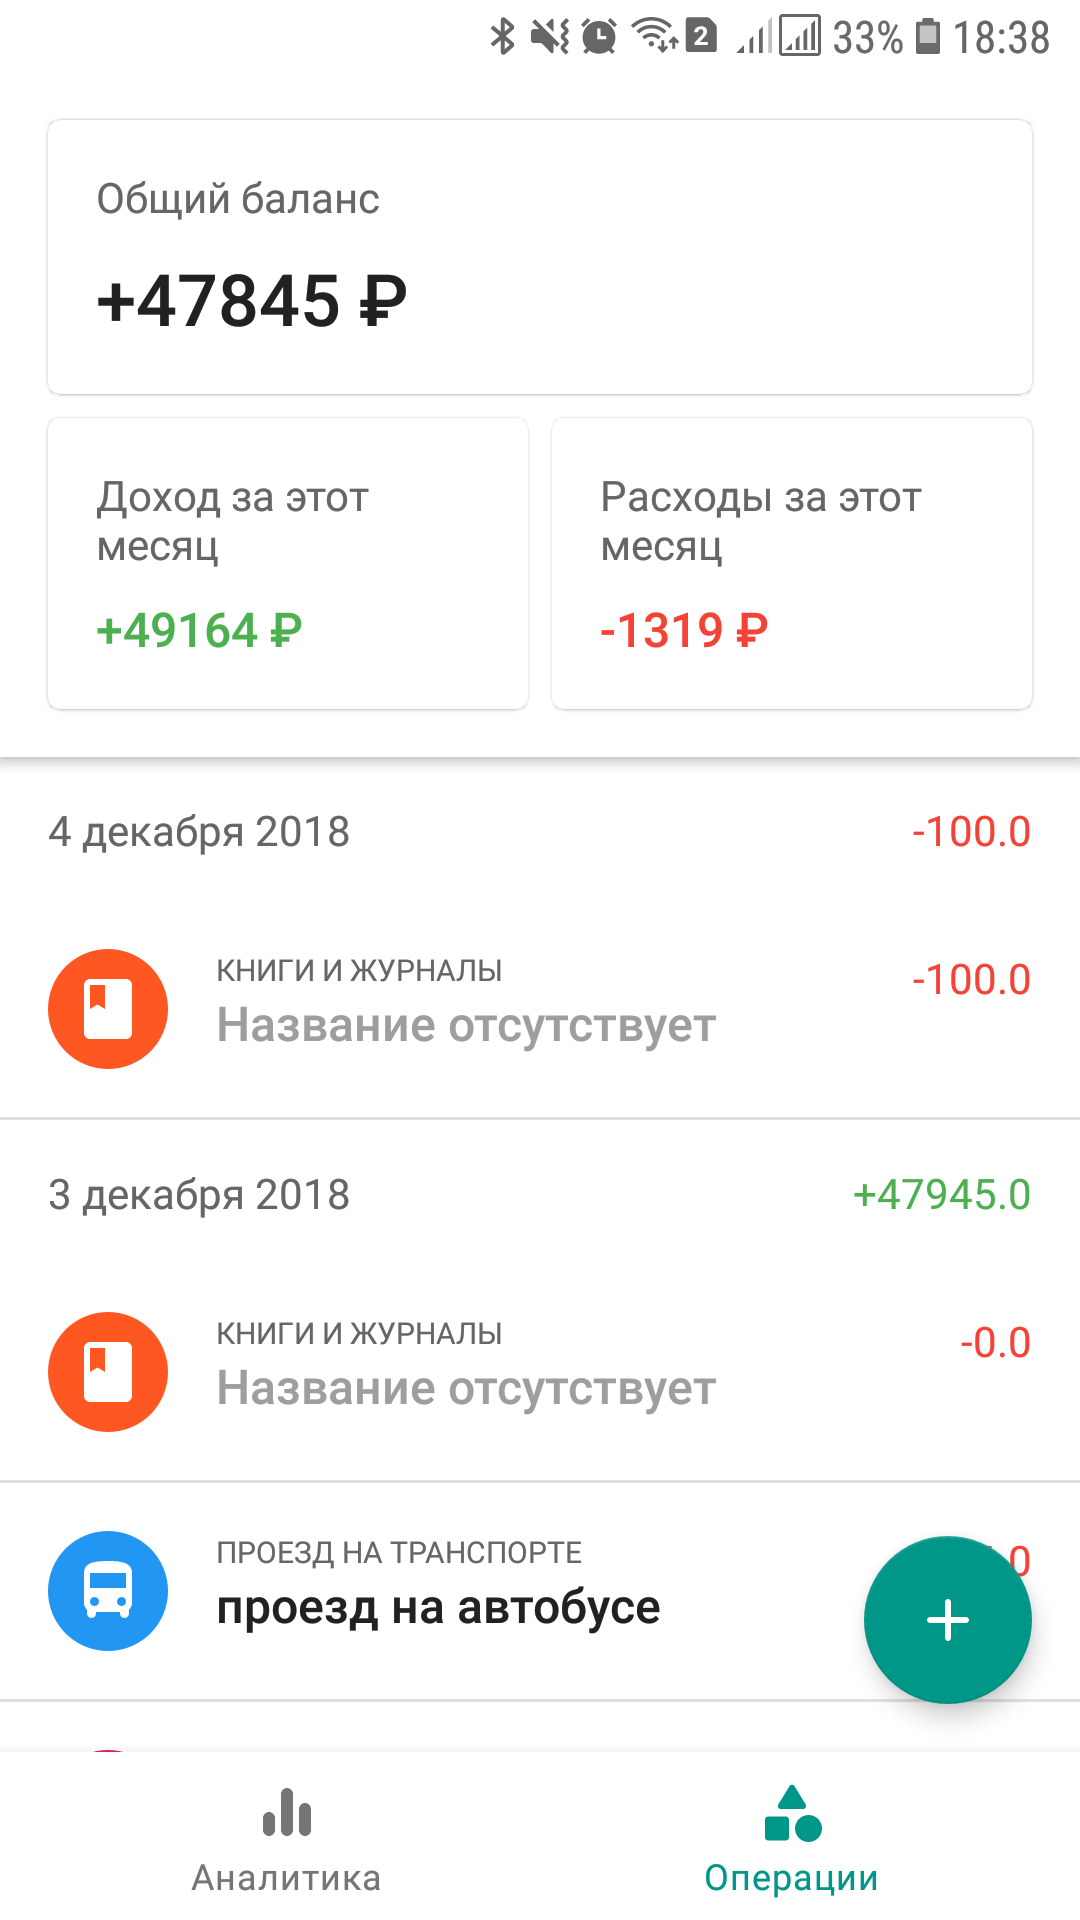 2 33% 18:38
Общий баланс
+47845 ₽
Доход за этот
месяц
+49164 ₽
Расходы за этот
месяц
-1319 ₽
4 декабря 2018 -100.0
КНИГИ И ЖУРНАЛЫ -100.0
Название отсутствует
3 декабря 2018 +47945.0
КНИГИ И ЖУРНАЛЫ -0.0
Название отсутствует
ПРОЕЗД НА ТРАНСПОРТЕ
проезд на автобусе
Аналитика Операции